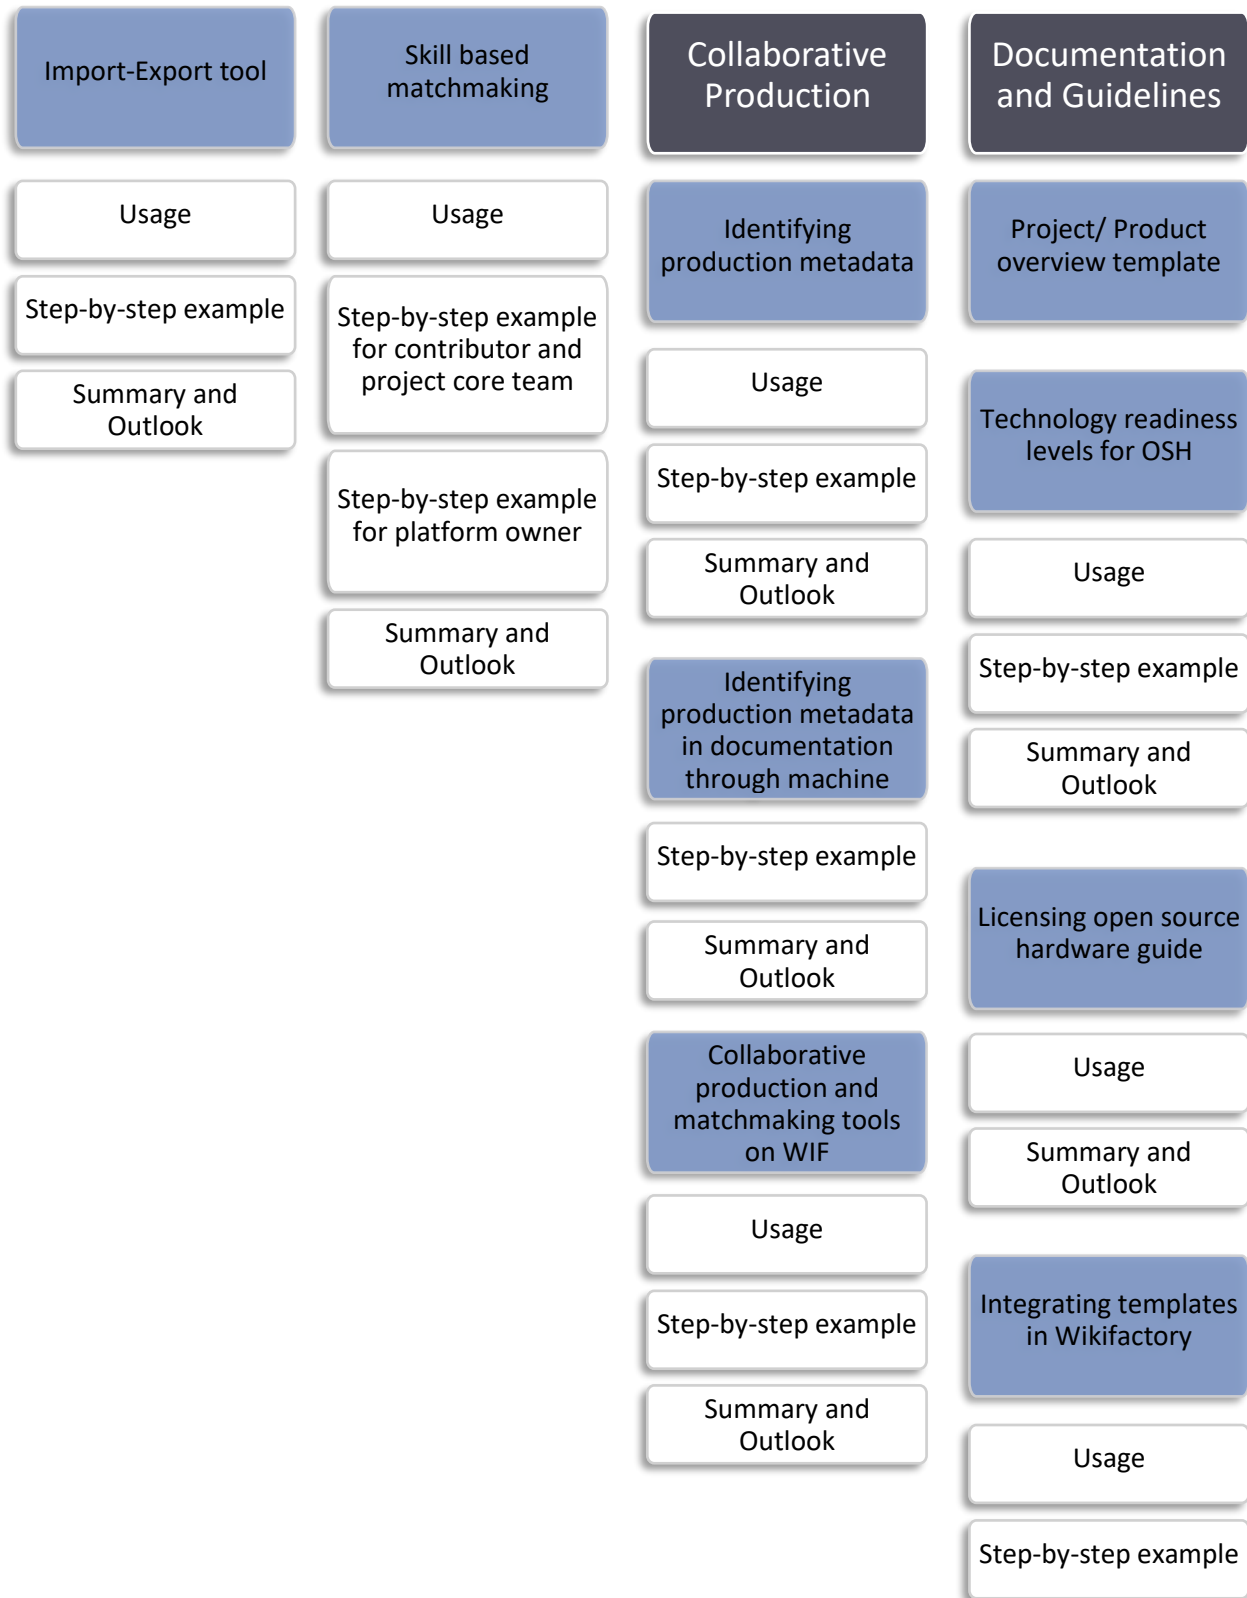 Import-Export tool
Usage
Step-by-step example
Summary and
Outlook
Skill based
matchmaking
Usage
Step-by-step example
for contributor and
project core team
Step-by-step example
for platform owner
Summary and
Outlook
Collaborative
Production
Identifying
production metadata
Usage
Step-by-step example
Summary and
Outlook
Identifying
production metadata
in documentation
through machine
Step-by-step example
Summary and
Outlook
Collaborative
production and
matchmaking tools
on WIF
Usage
Step-by-step example
Summary and
Outlook
Documentation
and Guidelines
Project/ Product
overview template
Technology readiness
levels for OSH
Usage
Step-by-step example
Summary and
Outlook
Licensing open source
hardware guide
Usage
Summary and
Outlook
Integrating templates
in Wikifactory
Usage
Step-by-step example